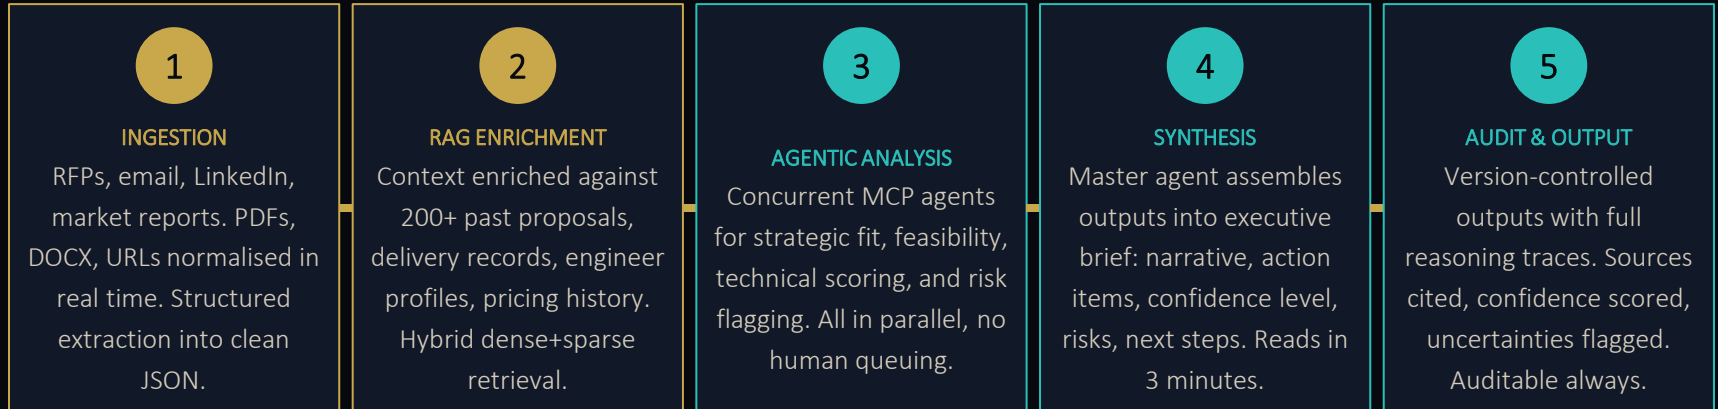 1
INGESTION
RFPs, email, LinkedIn,
market reports. PDFs,
DOCX, URLs normalised in
real time. Structured
extraction into clean
JSON.
2
RAG ENRICHMENT
Context enriched against
200+ past proposals,
delivery records, engineer
profiles, pricing history.
Hybrid dense+sparse
retrieval.
3
AGENTIC ANALYSIS
Concurrent MCP agents
for strategic fit, feasibility,
technical scoring, and risk
flagging. All in parallel, no
human queuing.
4
SYNTHESIS
Master agent assembles
outputs into executive
brief: narrative, action
items, confidence level,
risks, next steps. Reads in
3 minutes.
5
AUDIT & OUTPUT
Version-controlled
outputs with full
reasoning traces. Sources
cited, confidence scored,
uncertainties flagged.
Auditable always.